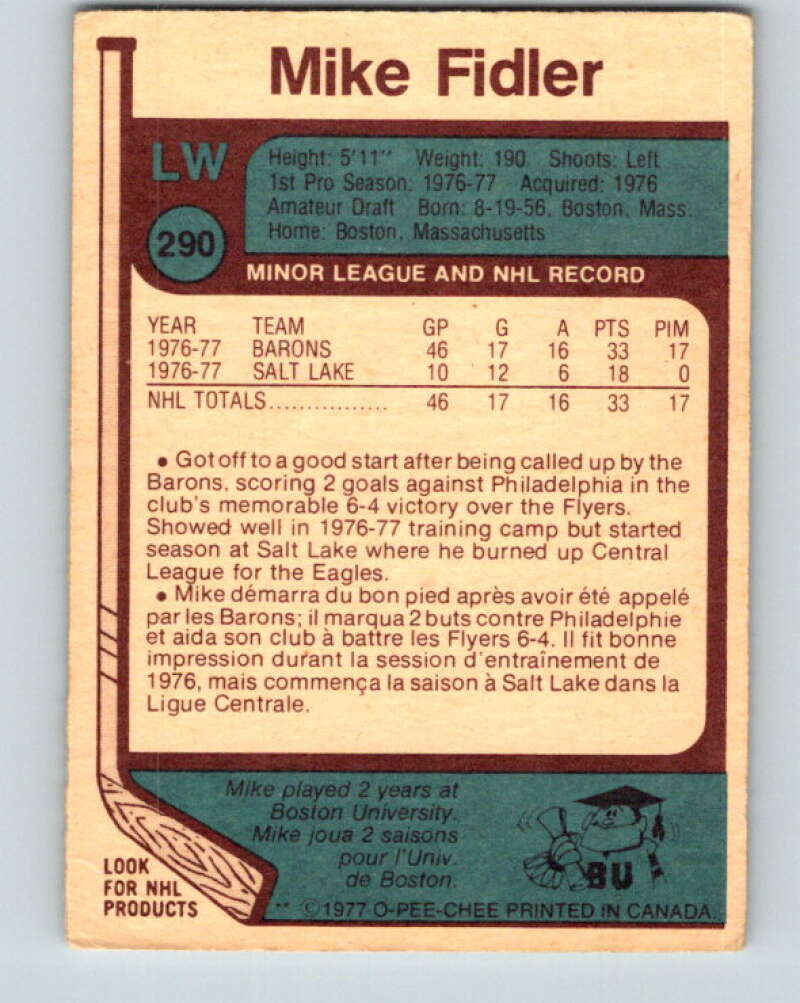 Mike Fidler
LW
Height: 5'11" Weight: 190 Shoots: Left
1st Pro Season: 1976-77 Acquired: 1976
Amateur Draft Born: 8-19-56, Boston, Mass.
Home: Boston, Massachusetts
290
MINOR LEAGUE AND NHL RECORD
YEAR TEAM GP G A PTS PIM
1976-77 BARONS 46 17 16 33 17
1976-77 SALT LAKE 10 12 6 18 0
NHL TOTALS................ 46 17 16 33 17
• Got off to a good start after being called up by the
Barons, scoring 2 goals against Philadelphia in the
club's memorable 6-4 victory over the Flyers.
Showed well in 1976-77 training camp but started
season at Salt Lake where he burned up Central
League for the Eagles.
• Mike démarra du bon pied après avoir été appelé
par les Barons; il marqua 2 buts contre Philadelphie
et aida son club à battre les Flyers 6-4. Il fit bonne
impression durant la session d'entraînement de
1976, mais commença la saison à Salt Lake dans la
Ligue Centrale.
Mike played 2 years at
Boston University.
Mike joua 2 saisons
pour l'Univ.
de Boston.
BU
LOOK
FOR NHL
PRODUCTS
** ©1977 O-PEE-CHEE PRINTED IN CANADA.